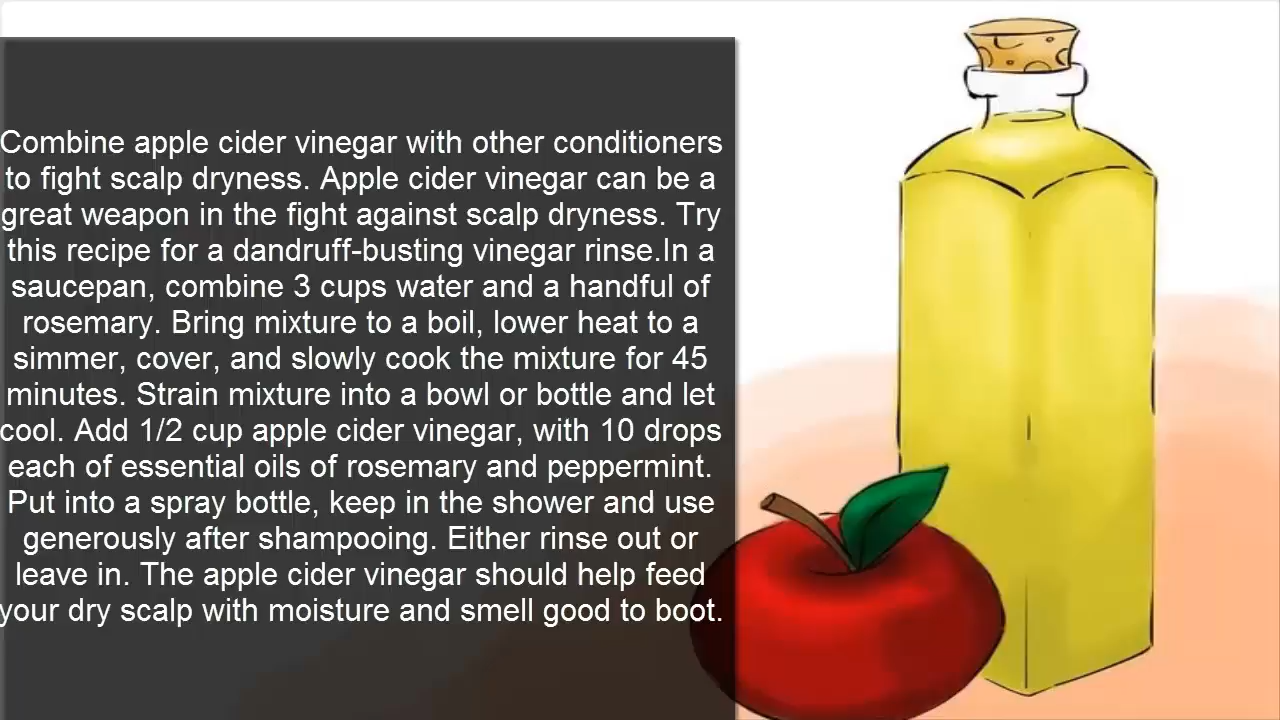 Combine apple cider vinegar with other conditioners
to fight scalp dryness. Apple cider vinegar can be a
great weapon in the fight against scalp dryness. Try
this recipe for a dandruff-busting vinegar rinse.In a
saucepan, combine 3 cups water and a handful of
rosemary. Bring mixture to a boil, lower heat to a
simmer, cover, and slowly cook the mixture for 45
minutes. Strain mixture into a bowl or bottle and let
cool. Add 1/2 cup apple cider vinegar, with 10 drops
each of essential oils of rosemary and peppermint.
Put into a spray bottle, keep in the shower and use
generously after shampooing. Either rinse out or
leave in. The apple cider vinegar should help feed
your dry scalp with moisture and smell good to boot.